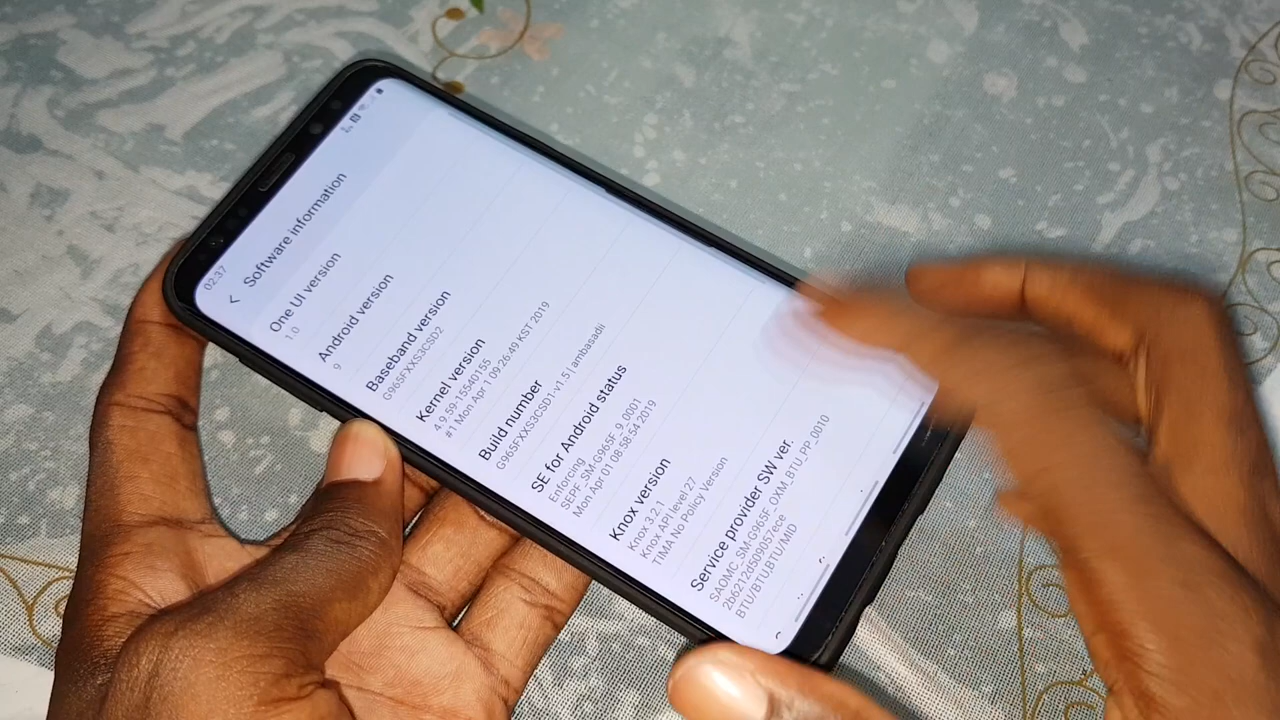 02:37
Software information
One UI version
1.0
Android version
9
Baseband version
G965FXXS3CSD2
Kernel version
4.9.59-15540155
#1 Mon Apr 1 09:26:49 KST 2019
Build number
G965FXXS3CSD1-v1.5 | ambasadii
SE for Android status
Enforcing
SEPF_SM-G965F_9_0001
Mon Apr 01 08:58:54 2019
Knox version
Knox 3.2.1
Knox API level 27
TIMA No Policy Version
Service provider SW ver.
SAOMC_SM-G965F_OXM_BTU_PP_0010
2b6212d509057ece
BTU/BTU,BTU/MID